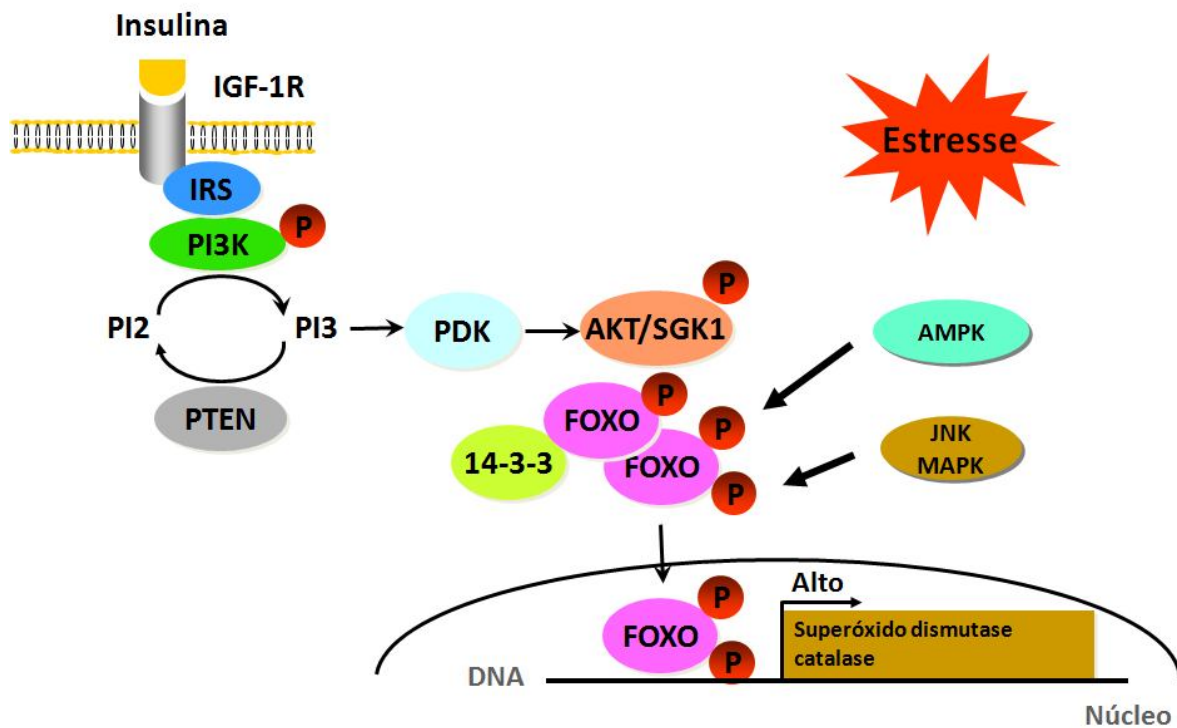 Insulina
IGF-1R
Estresse
IRS
PI3K
P
P
PI2
PI3
PDK
AKT/SGK1
AMPK
PTEN
FOXO
P
P
14-3-3
FOXO
P
JNK
MAPK
Alto
FOXO
P
P
Superóxido dismutase
catalase
DNA
Núcleo